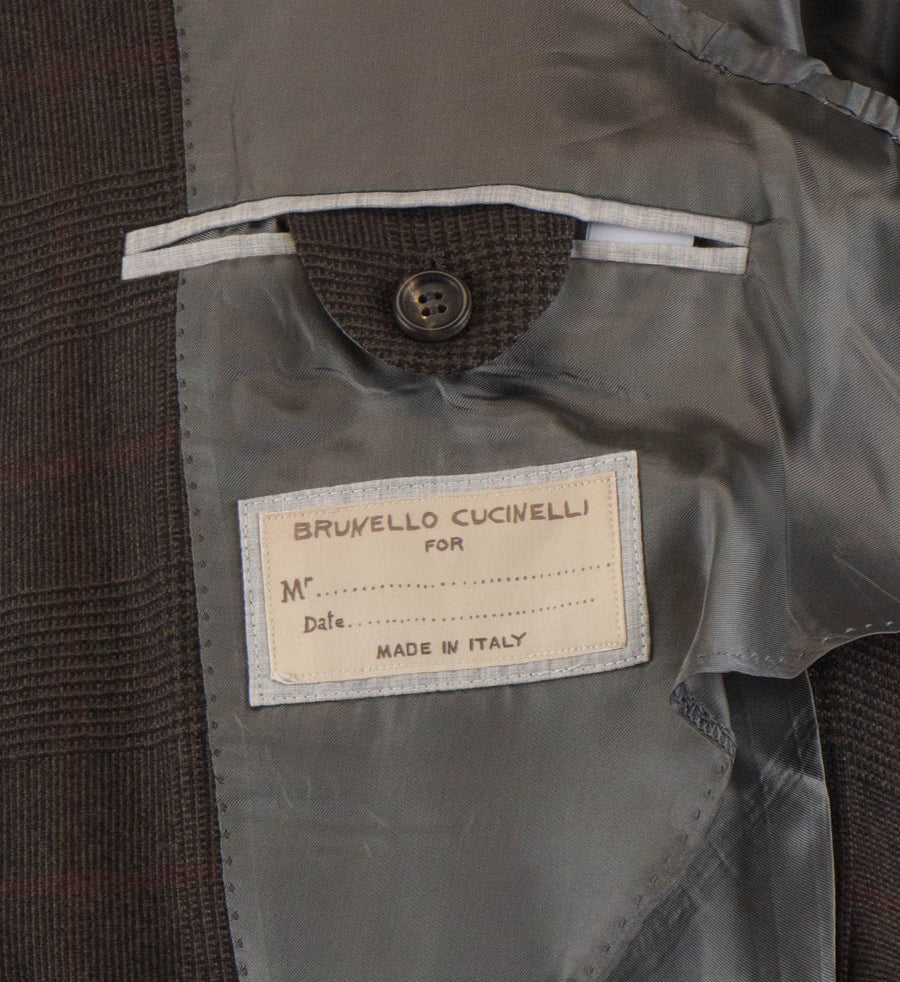 BRUNELLO CUCINELLI
FOR
Mr........................................
Date.................................
MADE IN ITALY